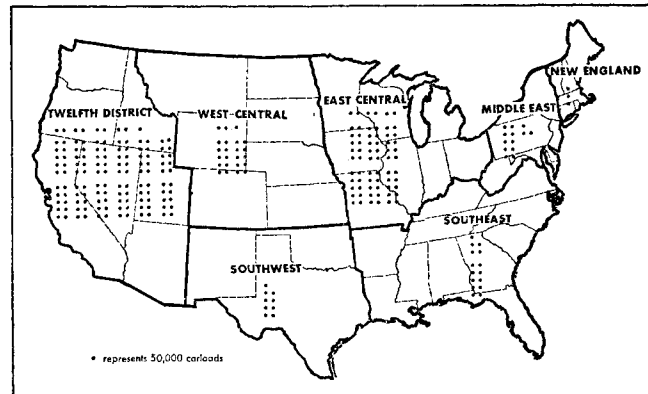 NEW ENGLAND
EAST CENTRAL
TWELFTH DISTRICT
WEST-CENTRAL
MIDDLE EAST
SOUTHEAST
SOUTHWEST
• represents 50,000 carloads